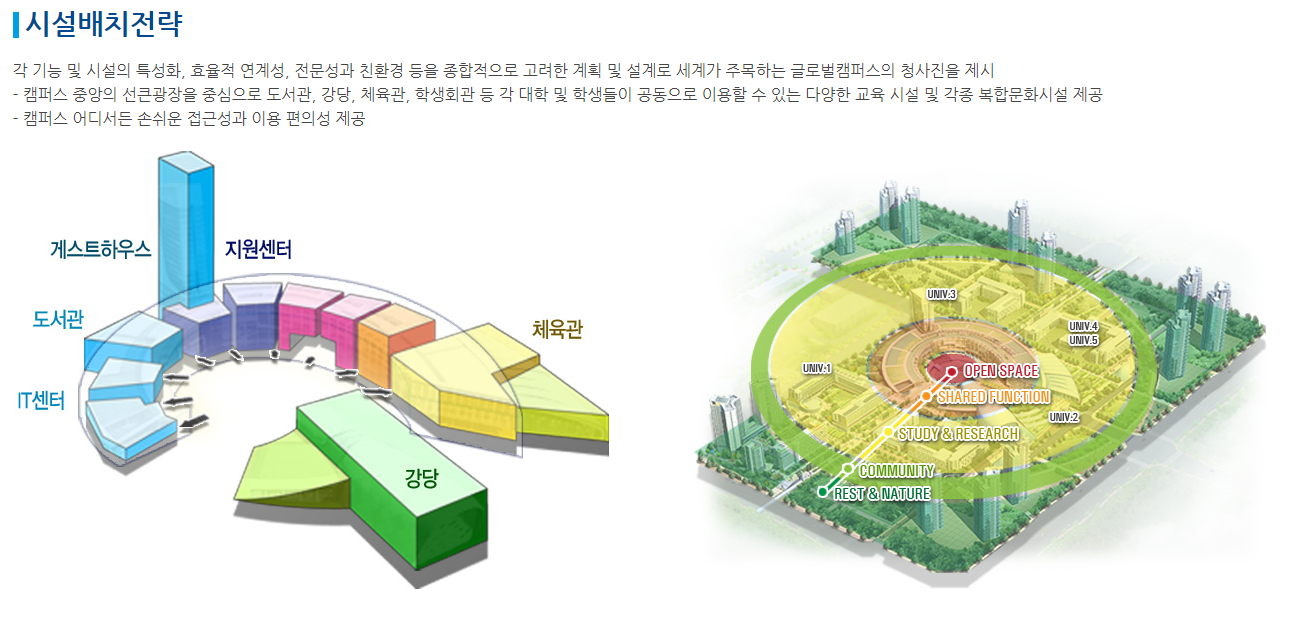 시설배치전략
각 기능 및 시설의 특성화, 효율적 연계성, 전문성과 친환경 등을 종합적으로 고려한 계획 및 설계로 세계가 주목하는 글로벌캠퍼스의 청사진을 제시
- 캠퍼스 중앙의 선큰광장을 중심으로 도서관, 강당, 체육관, 학생회관 등 각 대학 및 학생들이 공동으로 이용할 수 있는 다양한 교육 시설 및 각종 복합문화시설 제공
- 캠퍼스 어디서든 손쉬운 접근성과 이용 편의성 제공
게스트하우스
지원센터
도서관
체육관
IT센터
강당
UNIV.3
UNIV.4
UNIV.5
UNIV.1
OPEN SPACE
SHARED FUNCTION
UNIV.2
STUDY & RESEARCH
COMMUNITY
REST & NATURE